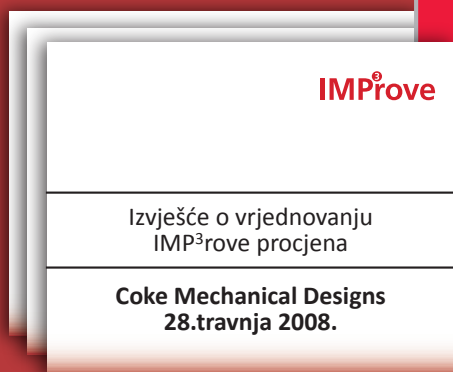 IMP³rove
Izvješće o vrjednovanju
IMP³rove procjena
Coke Mechanical Designs
28.travnja 2008.